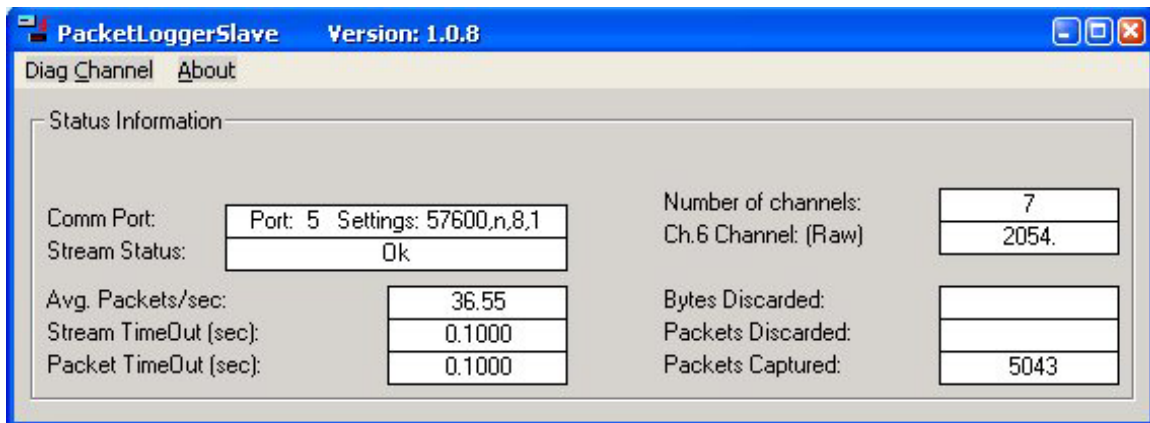 PacketLoggerSlave Version: 1.0.8
Diag Channel About
Status Information
Comm Port: Port: 5 Settings: 57600,n,8,1
Stream Status: Ok
Number of channels: 7
Ch.6 Channel: (Raw) 2054.
Avg. Packets/sec: 36.55
Stream TimeOut (sec): 0.1000
Packet TimeOut (sec): 0.1000
Bytes Discarded:
Packets Discarded:
Packets Captured: 5043